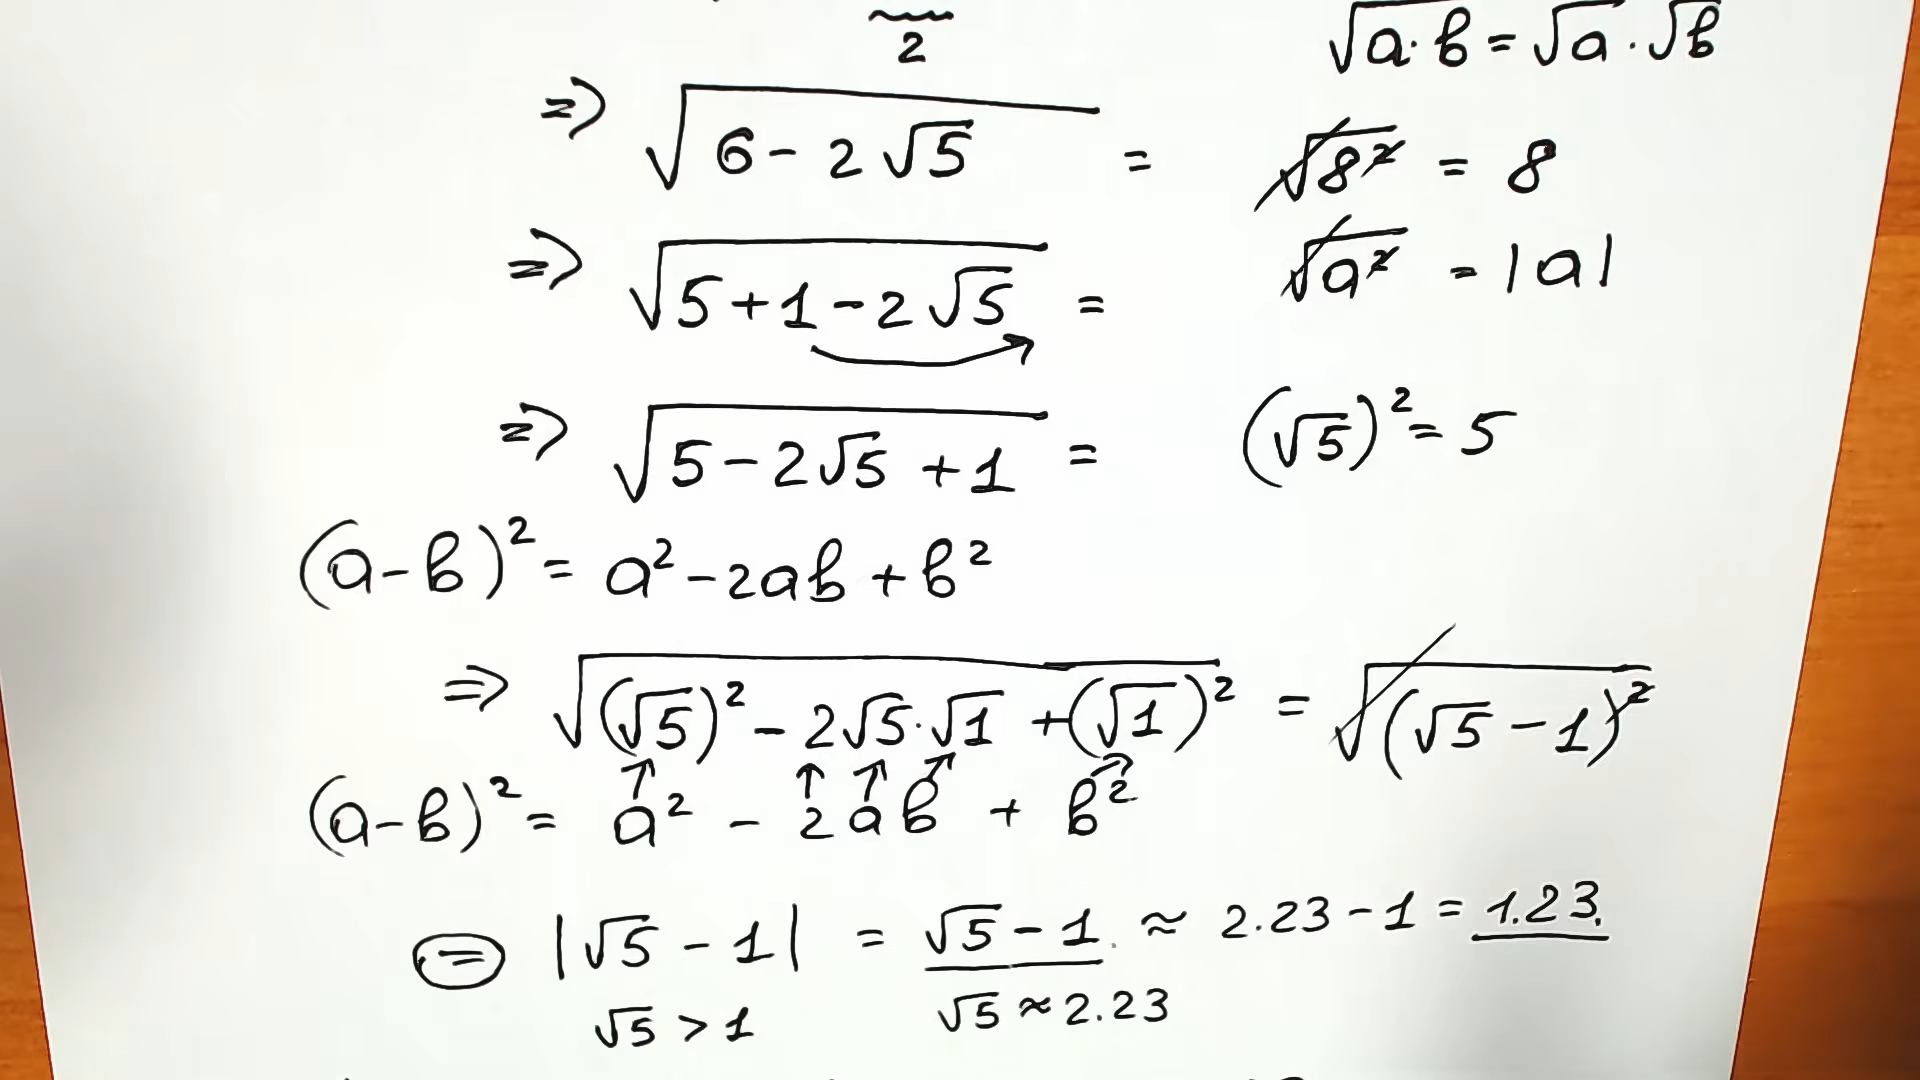 2
√a·b = √a · √b
=> √6 - 2√5 =
√8² = 8
=> √5 + 1 - 2√5 =
√a² = |a|
=> √5 - 2√5 + 1 =
(√5)² = 5
(a-b)² = a² - 2ab + b²
=> √(√5)² - 2√5·√1 + (√1)² = √(√5 - 1)²
(a-b)² = a² - 2ab + b²
= |√5 - 1| = √5 - 1 ≈ 2.23 - 1 = 1.23.
√5 > 1
√5 ≈ 2.23